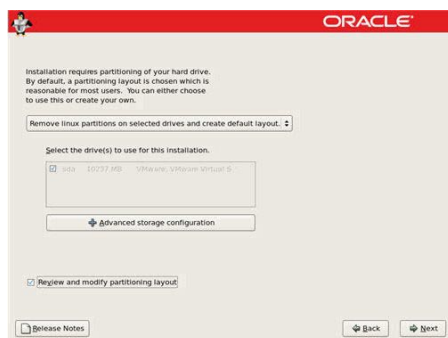 ORACLE
Installation requires partitioning of your hard drive.
By default, a partitioning layout is chosen which is
reasonable for most users. You can either choose
to use this or create your own.
Remove linux partitions on selected drives and create default layout.
Select the drive(s) to use for this installation.
sda 10237 MB VMware, VMware Virtual S
Advanced storage configuration
Review and modify partitioning layout
Release Notes
Back
Next